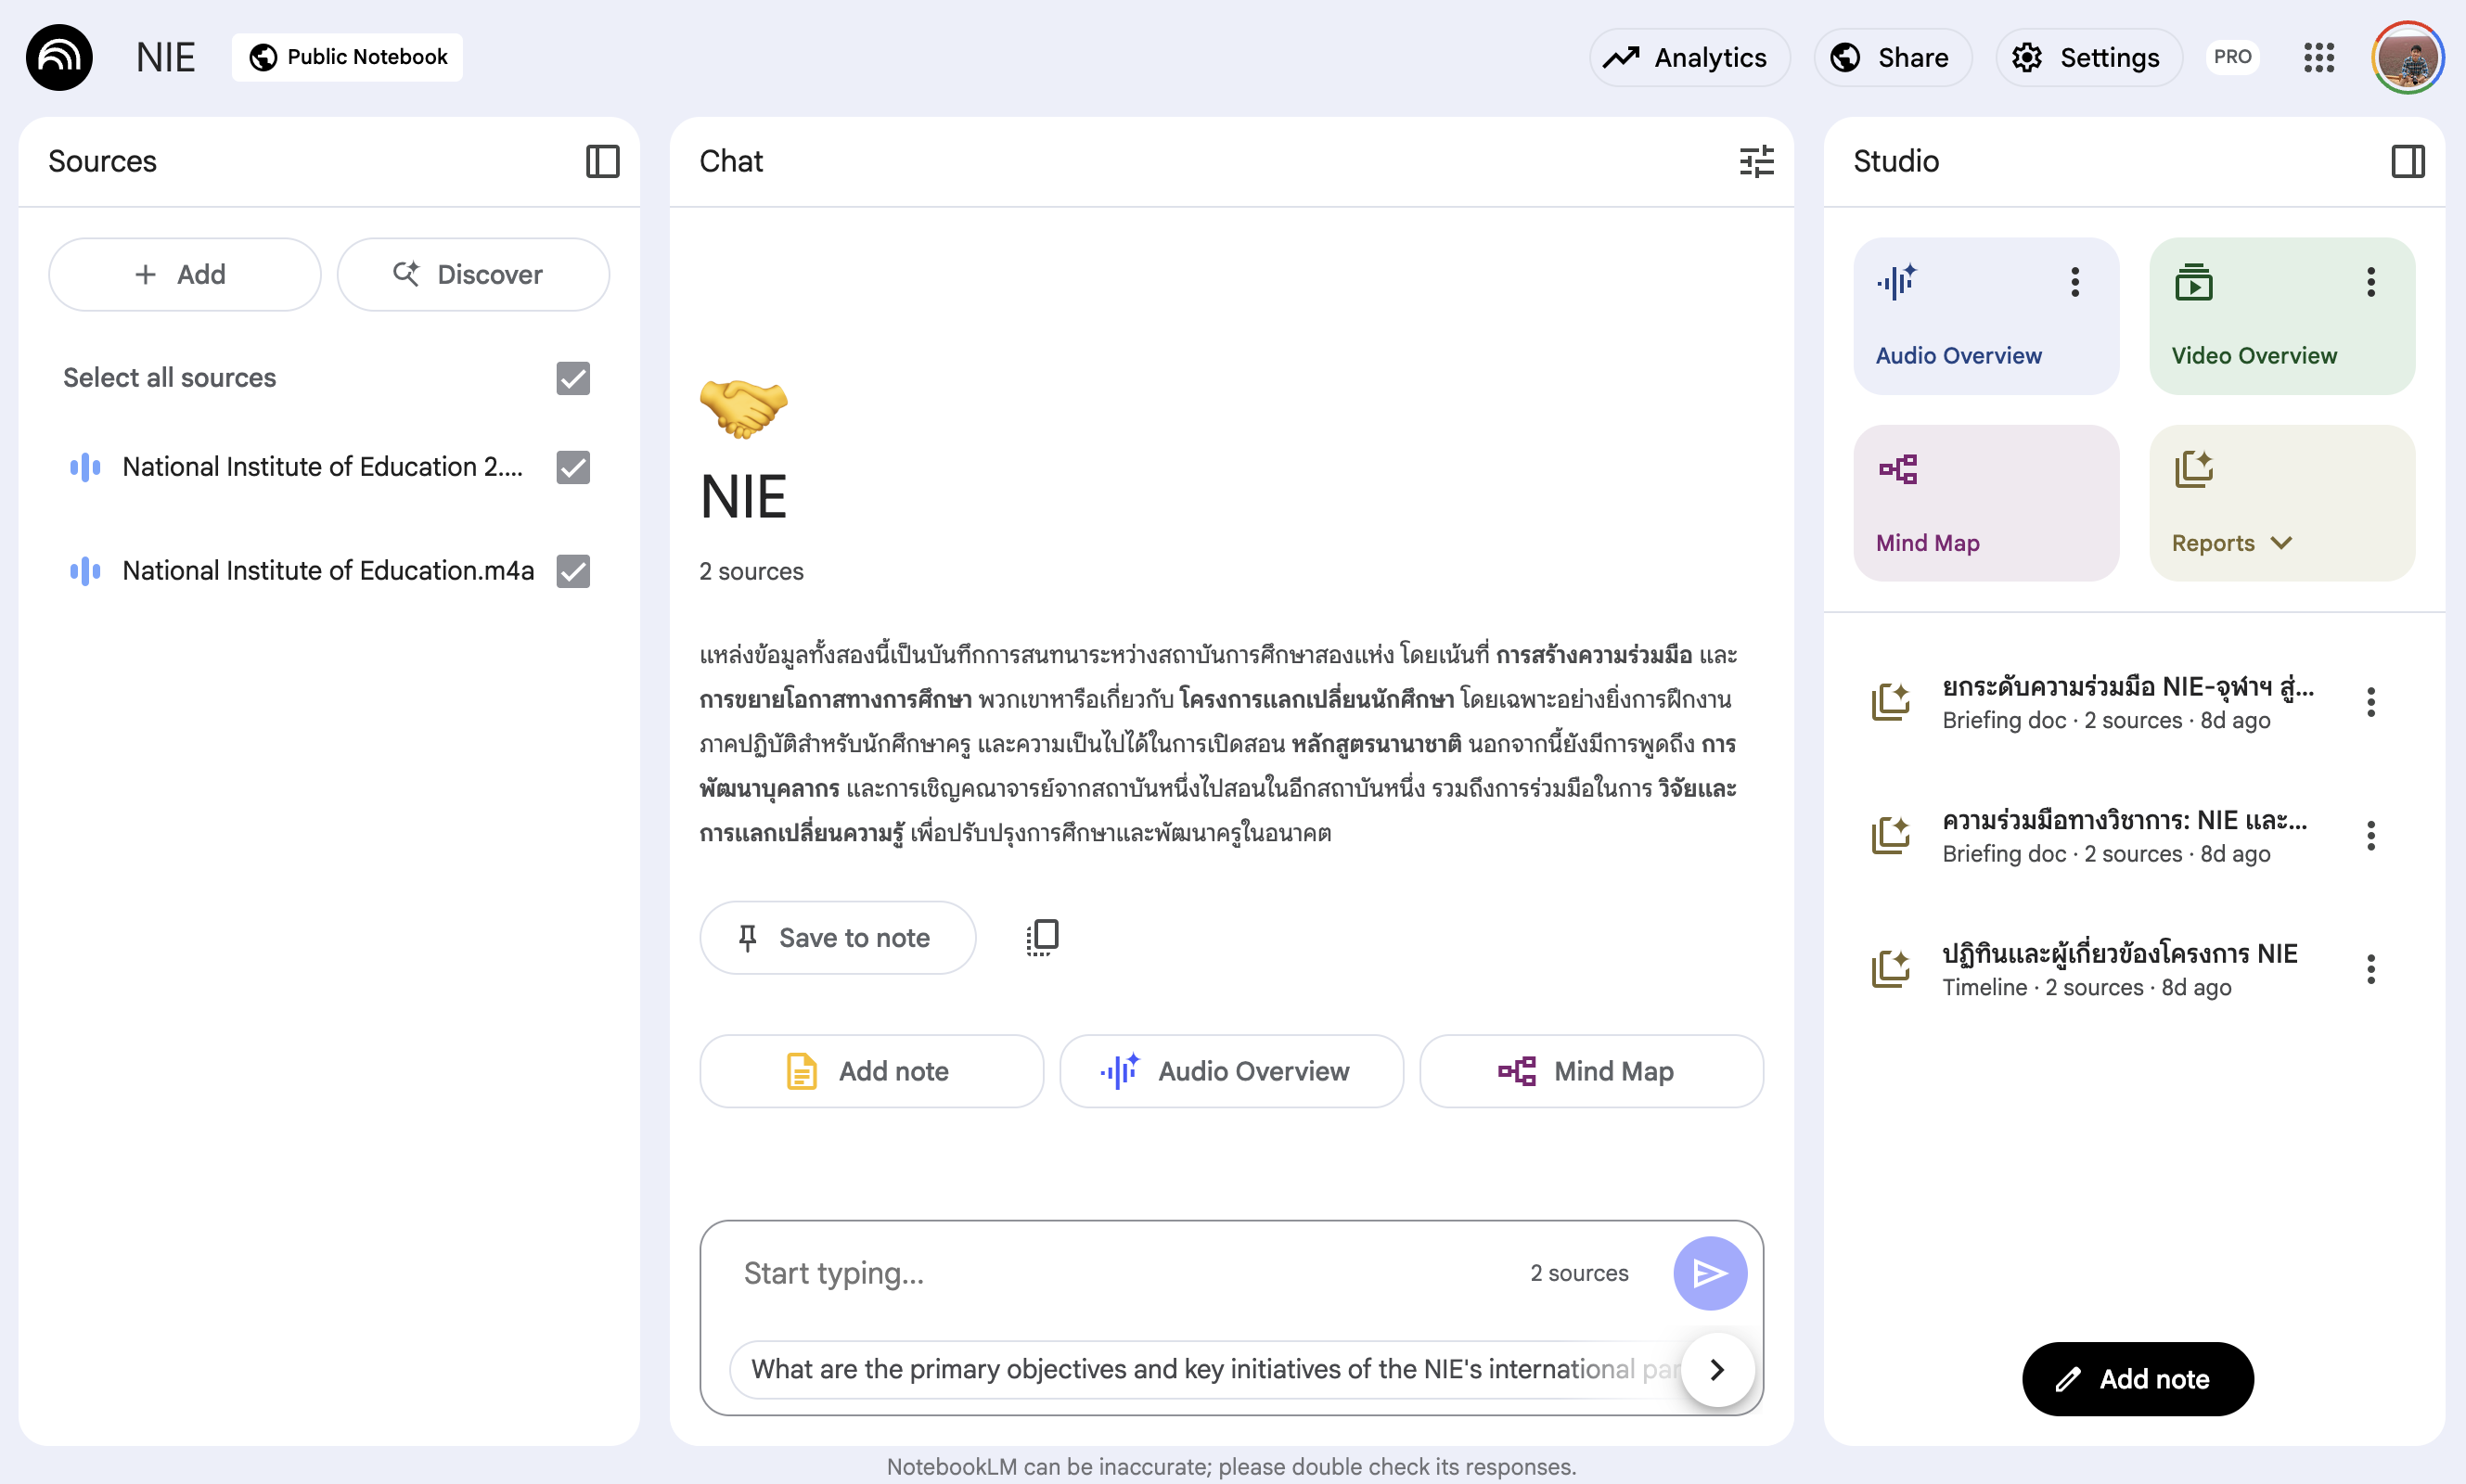 NIE
Public Notebook
Analytics
Share
Settings
PRO
Sources
Add
Discover
Select all sources
National Institute of Education 2....
National Institute of Education.m4a
Chat
NIE
2 sources
แหล่งข้อมูลทั้งสองนี้เป็นบันทึกการสนทนาระหว่างสถาบันการศึกษาสองแห่ง โดยเน้นที่ การสร้างความร่วมมือ และ
การขยายโอกาสทางการศึกษา พวกเขาหารือเกี่ยวกับ โครงการแลกเปลี่ยนนักศึกษา โดยเฉพาะอย่างยิ่งการฝึกงาน
ภาคปฏิบัติสำหรับนักศึกษาครู และความเป็นไปได้ในการเปิดสอน หลักสูตรนานาชาติ นอกจากนี้ยังมีการพูดถึง การ
พัฒนาบุคลากร และการเชิญคณาจารย์จากสถาบันหนึ่งไปสอนในอีกสถาบันหนึ่ง รวมถึงการร่วมมือในการ วิจัยและ
การแลกเปลี่ยนความรู้ เพื่อปรับปรุงการศึกษาและพัฒนาครูในอนาคต
Save to note
Add note
Audio Overview
Mind Map
Start typing...
2 sources
What are the primary objectives and key initiatives of the NIE's international
Studio
Audio Overview
Video Overview
Mind Map
Reports
ยกระดับความร่วมมือ NIE-จุฬาฯ สู่...
Briefing doc · 2 sources · 8d ago
ความร่วมมือทางวิชาการ: NIE และ...
Briefing doc · 2 sources · 8d ago
ปฏิทินและผู้เกี่ยวข้องโครงการ NIE
Timeline · 2 sources · 8d ago
Add note
NotebookLM can be inaccurate; please double check its responses.